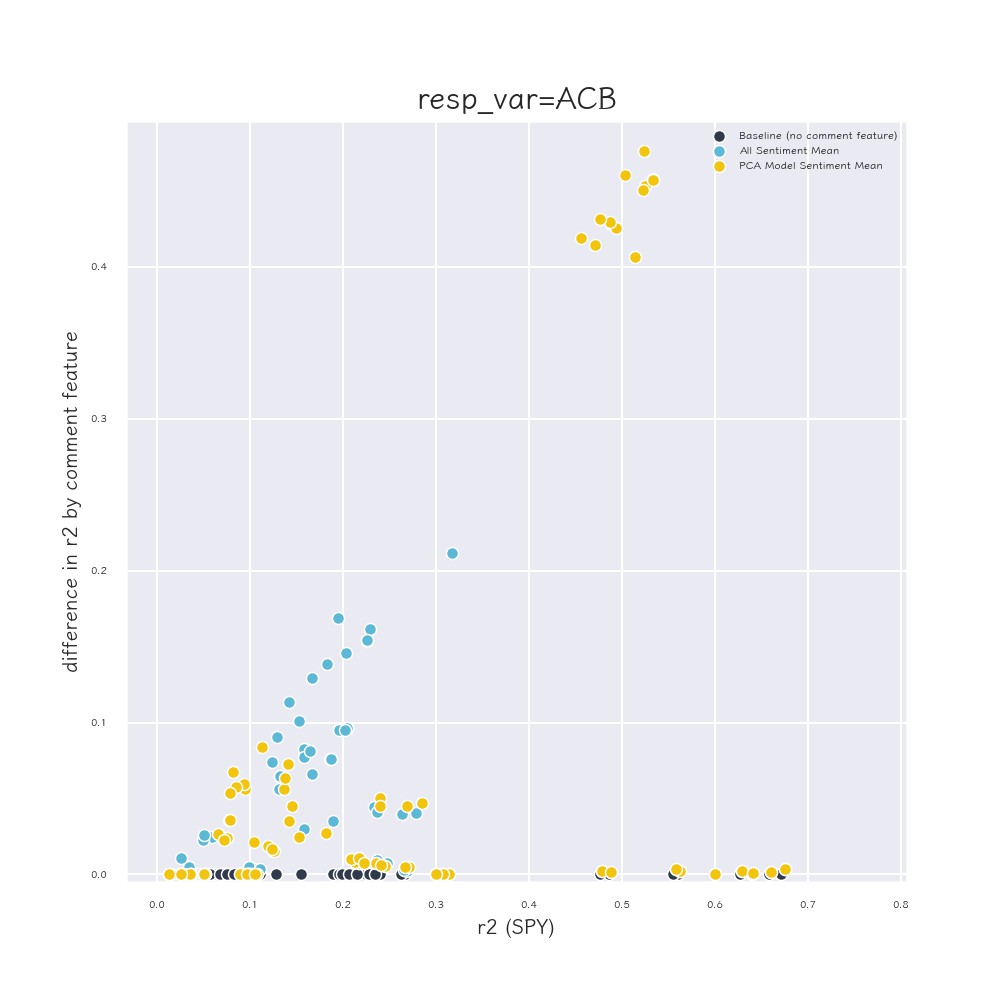 resp_var=ACB
Baseline (no comment feature)
All Sentiment Mean
PCA Model Sentiment Mean
difference in r2 by comment feature
0.4
0.3
0.2
0.1
0.0
0.0 0.1 0.2 0.3 0.4 0.5 0.6 0.7 0.8
r2 (SPY)